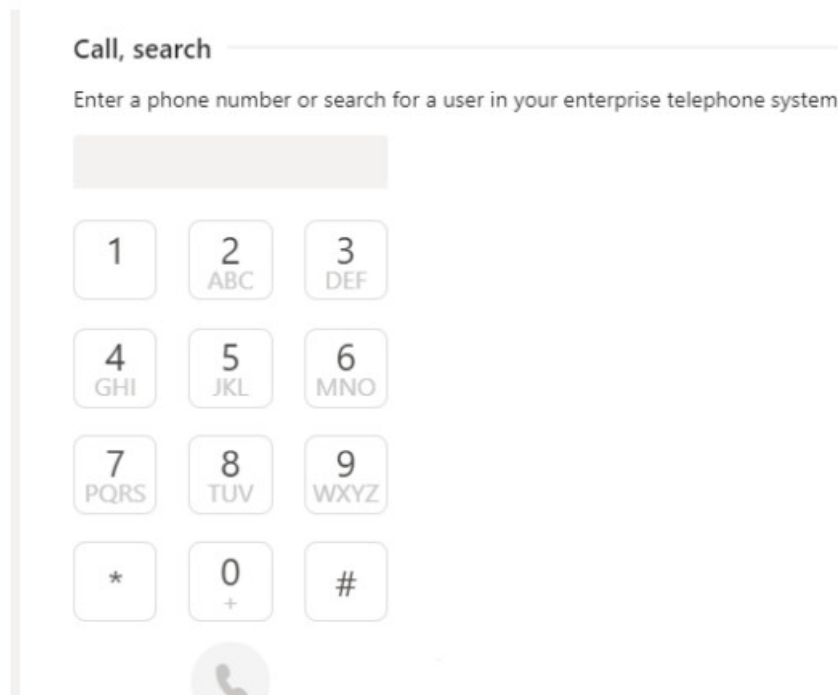 Call, search
Enter a phone number or search for a user in your enterprise telephone system
1 2 3
ABC DEF
4 5 6
GHI JKL MNO
7 8 9
PQRS TUV WXYZ
* 0 #
+